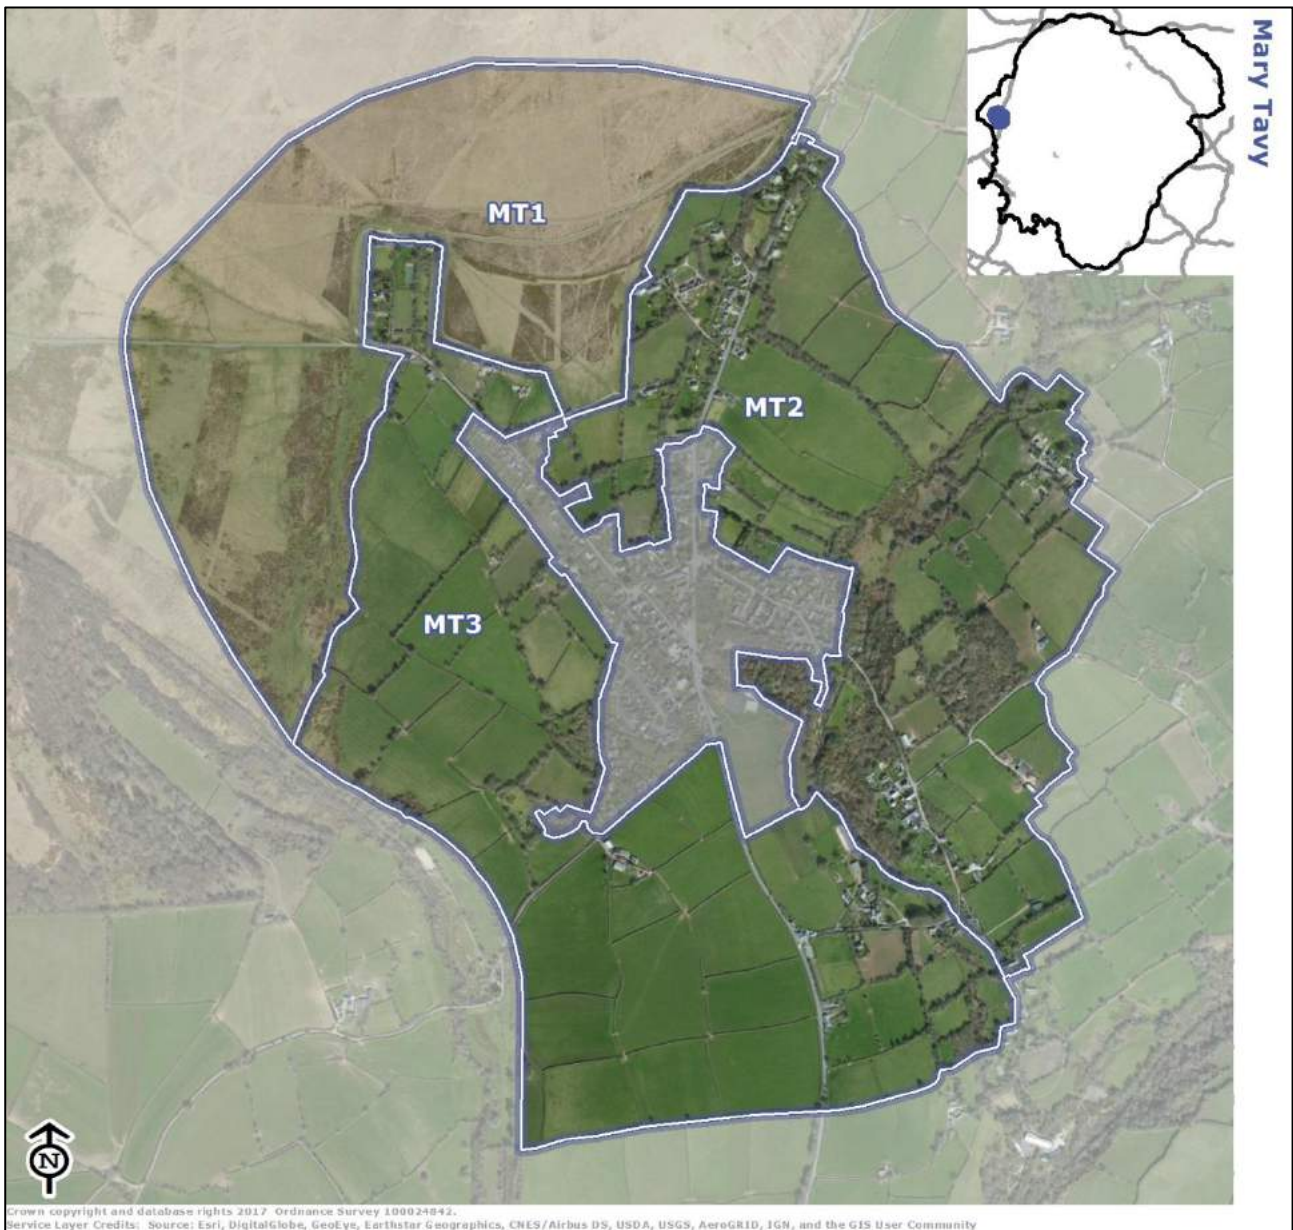 Mary Tavy
MT1
MT2
MT3
N
Crown copyright and database rights 2017 Ordnance Survey 100024842.
Service Layer Credits: Source: Esri, DigitalGlobe, GeoEye, Earthstar Geographics, CNES/Airbus DS, USDA, USGS, AeroGRID, IGN, and the GIS User Community